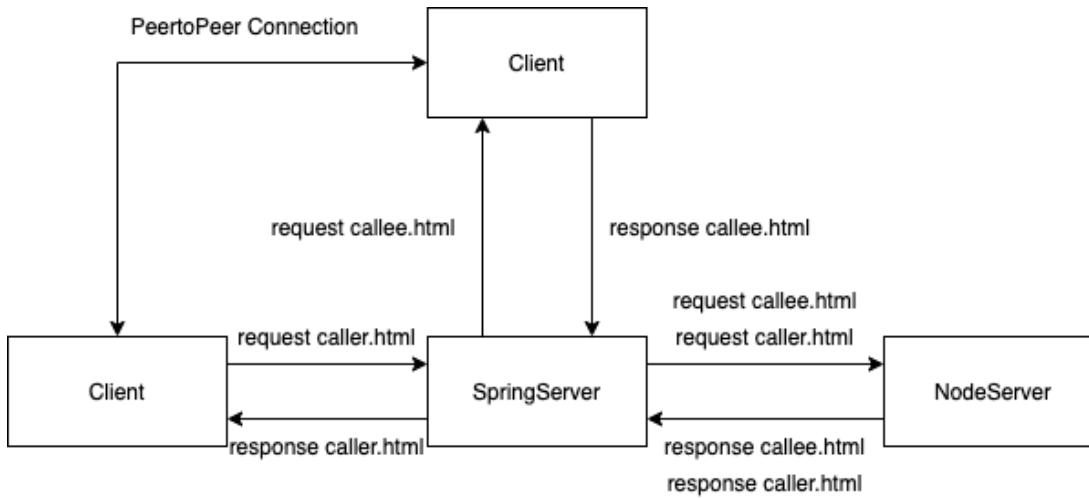 PeertoPeer Connection
Client
request callee.html
response callee.html
request callee.html
request caller.html
request caller.html
Client
SpringServer
NodeServer
response caller.html
response callee.html
response caller.html